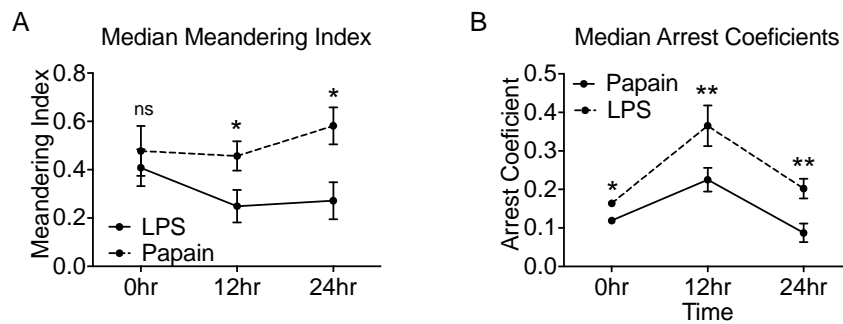 A
Median Meandering Index
Meandering Index
0.8
0.6
0.4
0.2
0.0
ns
*
*
LPS
Papain
0hr
12hr
24hr
B
Median Arrest Coeficients
Arrest Coeficient
0.5
0.4
0.3
0.2
0.1
0.0
Papain
LPS
*
**
**
0hr
12hr
24hr
Time